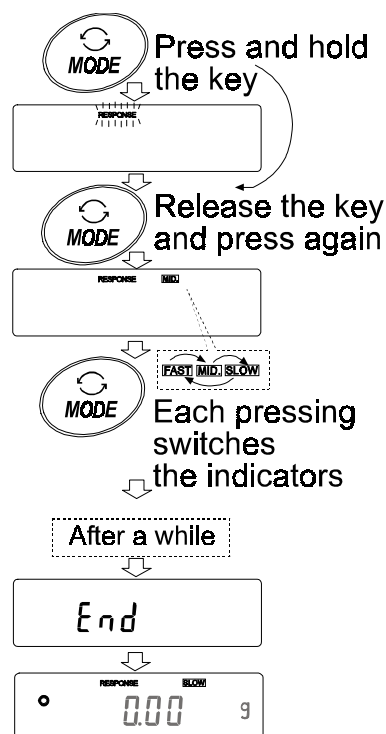 MODE
Press and hold
the key
RESPONSE
MODE
Release the key
and press again
RESPONSE MID.
FAST MID. SLOW
MODE
Each pressing
switches
the indicators
After a while
End
RESPONSE SLOW
0.00 g